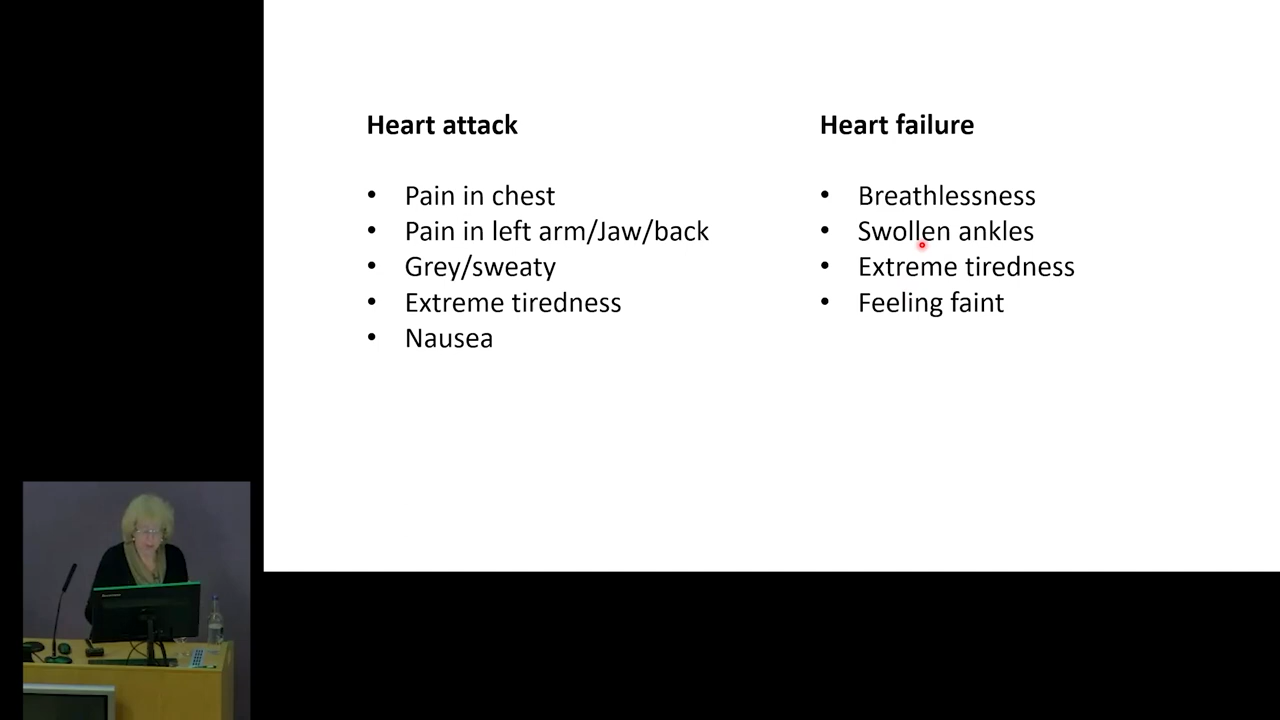 Heart attack
• Pain in chest
• Pain in left arm/Jaw/back
• Grey/sweaty
• Extreme tiredness
• Nausea
Heart failure
• Breathlessness
• Swollen ankles
• Extreme tiredness
• Feeling faint